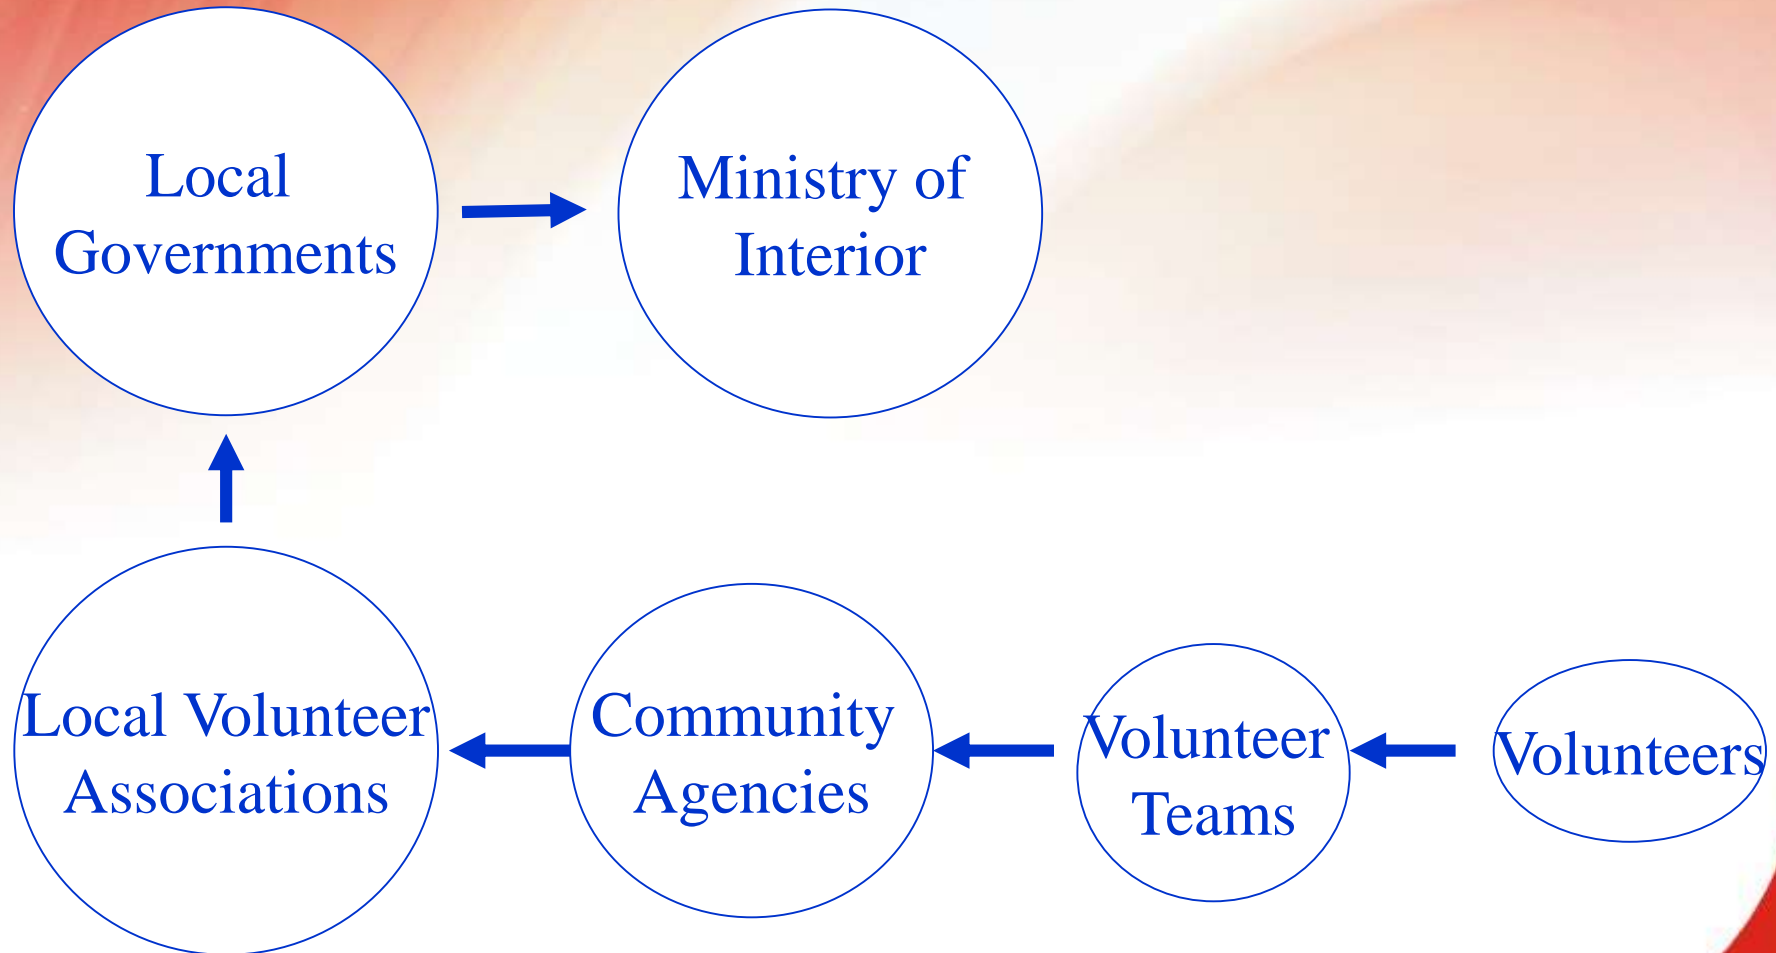 Local
Governments
Ministry of
Interior
Local Volunteer
Associations
Community
Agencies
Volunteer
Teams
Volunteers